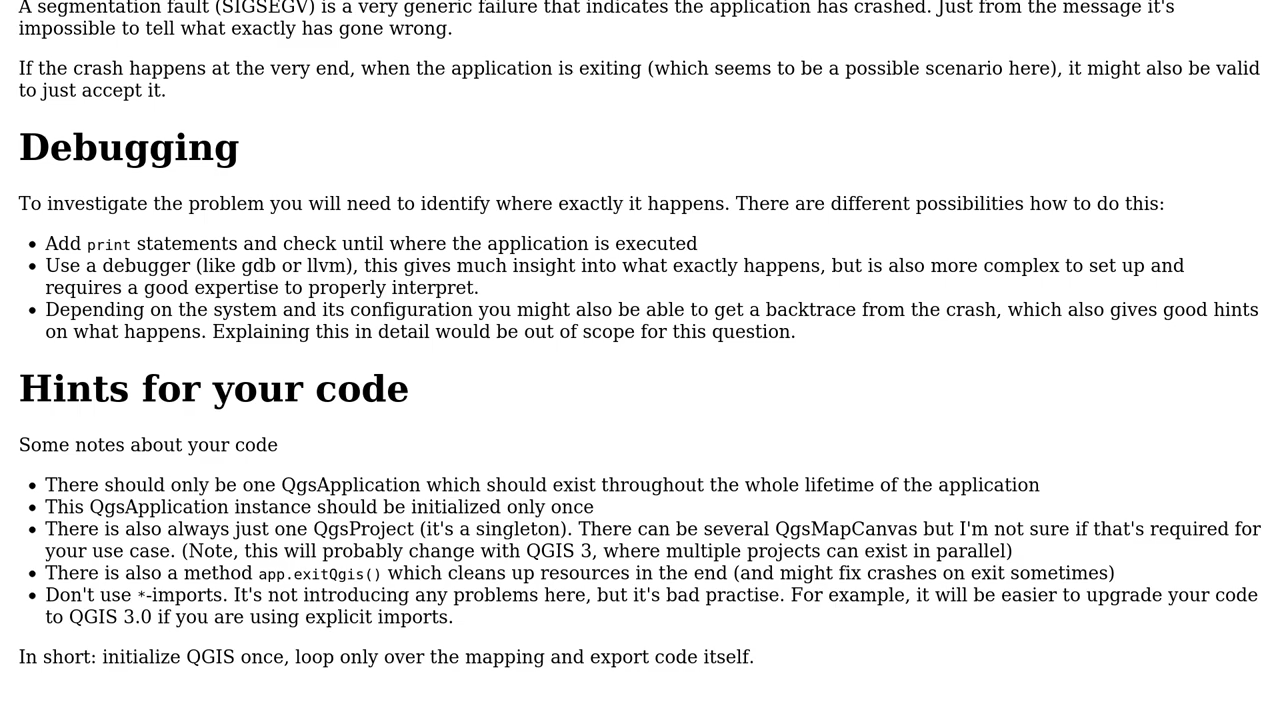 A segmentation fault (SIGSEGV) is a very generic failure that indicates the application has crashed. Just from the message it's
impossible to tell what exactly has gone wrong.
If the crash happens at the very end, when the application is exiting (which seems to be a possible scenario here), it might also be valid
to just accept it.
Debugging
To investigate the problem you will need to identify where exactly it happens. There are different possibilities how to do this:
• Add print statements and check until where the application is executed
• Use a debugger (like gdb or llvm), this gives much insight into what exactly happens, but is also more complex to set up and
requires a good expertise to properly interpret.
• Depending on the system and its configuration you might also be able to get a backtrace from the crash, which also gives good hints
on what happens. Explaining this in detail would be out of scope for this question.
Hints for your code
Some notes about your code
• There should only be one QgsApplication which should exist throughout the whole lifetime of the application
• This QgsApplication instance should be initialized only once
• There is also always just one QgsProject (it's a singleton). There can be several QgsMapCanvas but I'm not sure if that's required for
your use case. (Note, this will probably change with QGIS 3, where multiple projects can exist in parallel)
• There is also a method app.exitQgis() which cleans up resources in the end (and might fix crashes on exit sometimes)
• Don't use *-imports. It's not introducing any problems here, but it's bad practise. For example, it will be easier to upgrade your code
to QGIS 3.0 if you are using explicit imports.
In short: initialize QGIS once, loop only over the mapping and export code itself.